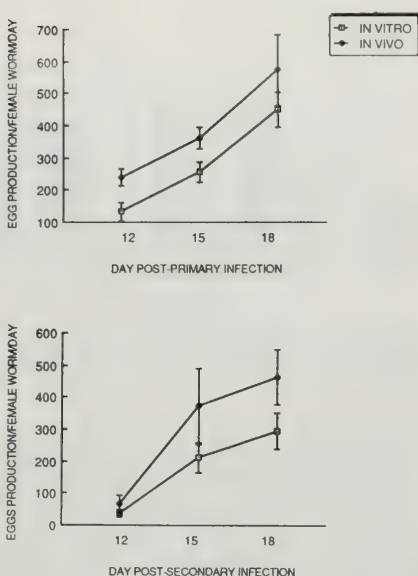 IN VITRO
IN VIVO
EGG PRODUCTION/FEMALE WORM/DAY
700
600
500
400
300
200
100
12 15 18
DAY POST-PRIMARY INFECTION
EGGS PRODUCTION/FEMALE WORM/DAY
600
500
400
300
200
100
0
12 15 18
DAY POST-SECONDARY INFECTION